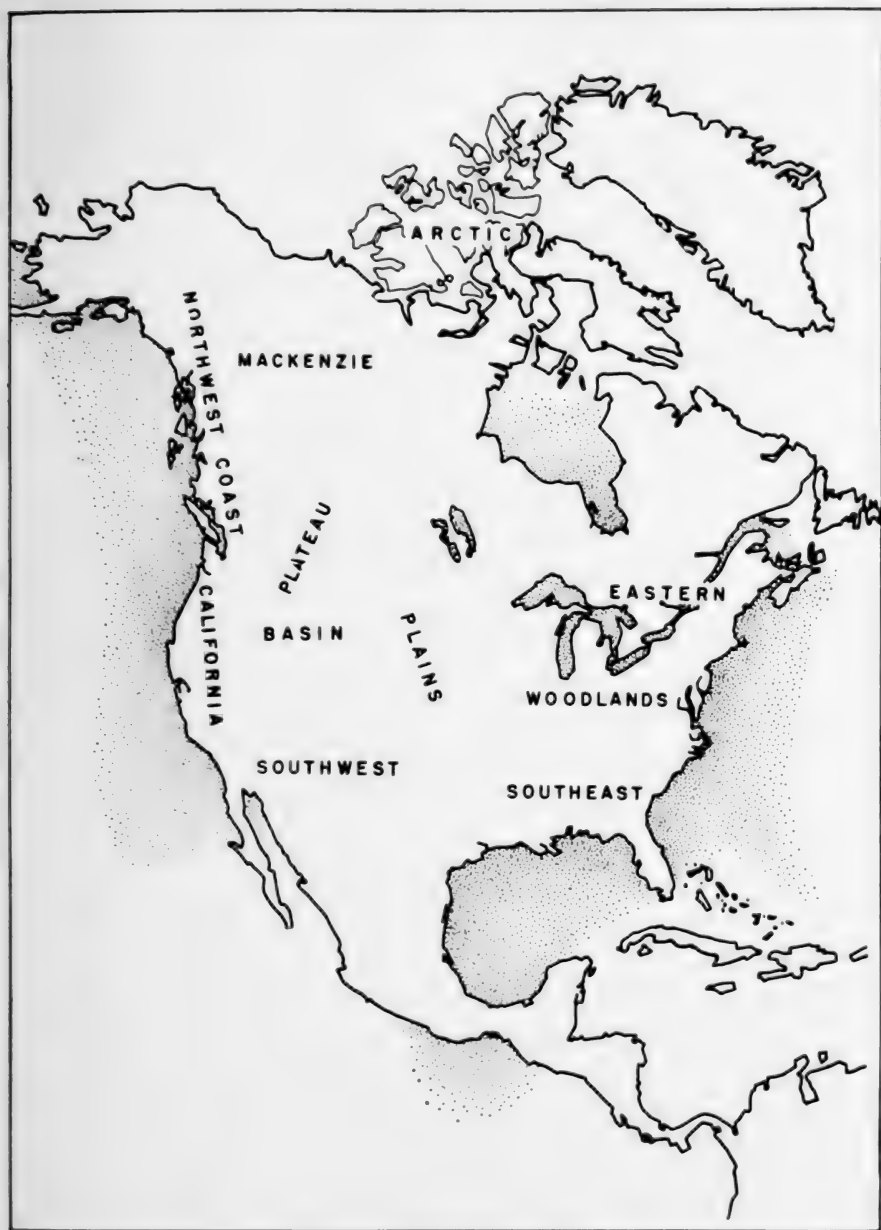 ARCTIC
NORTHWEST COAST
MACKENZIE
PLATEAU
EASTERN
CALIFORNIA
BASIN
PLAINS
WOODLANDS
SOUTHWEST
SOUTHEAST